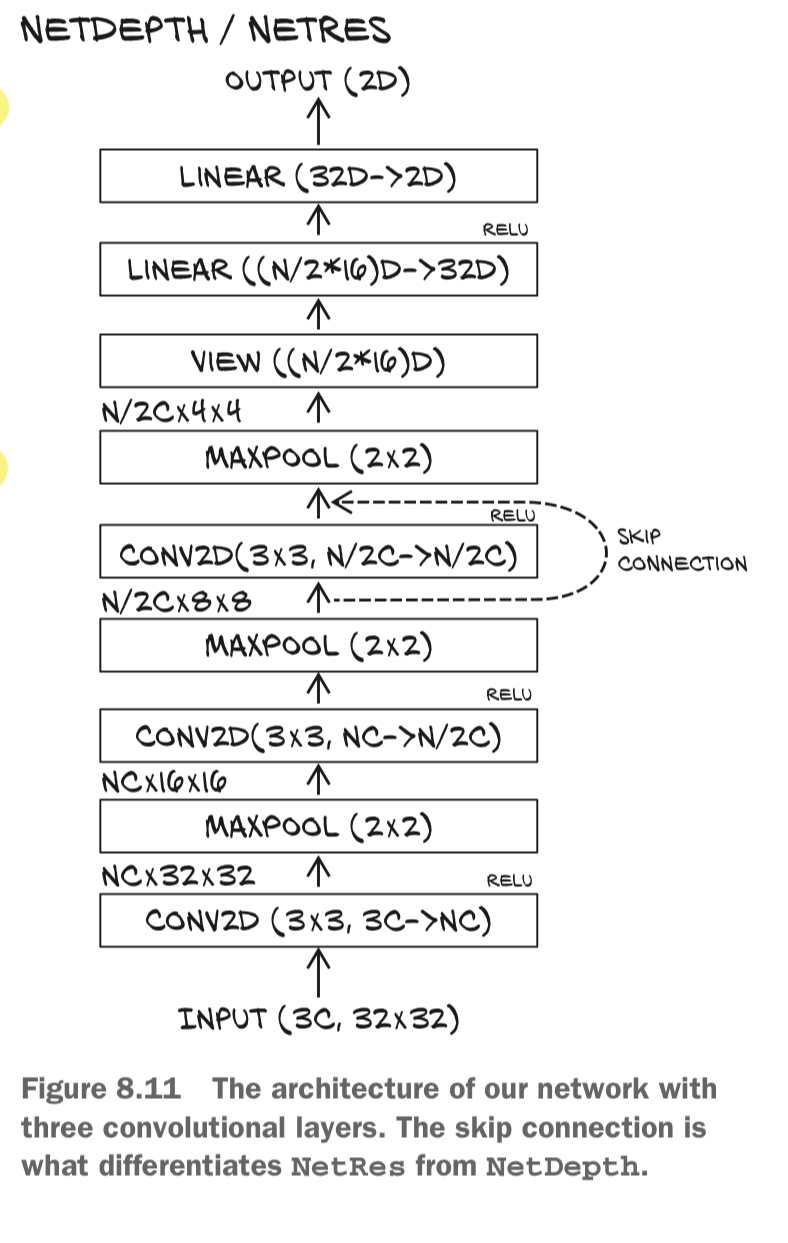 NETDEPTH / NETRES
OUTPUT (2D)
LINEAR (32D->2D)
RELU
LINEAR ((N/2*16)D->32D)
VIEW ((N/2*16)D)
N/2CX4X4
MAXPOOL (2X2)
RELU
SKIP
CONNECTION
CONV2D(3X3, N/2C->N/2C)
N/2CX8X8
MAXPOOL (2X2)
RELU
CONV2D(3X3, NC->N/2C)
NCX16X16
MAXPOOL (2X2)
NCX32X32
RELU
CONV2D (3X3, 3C->NC)
INPUT (3C, 32X32)
Figure 8.11 The architecture of our network with
three convolutional layers. The skip connection is
what differentiates NetRes from NetDepth.